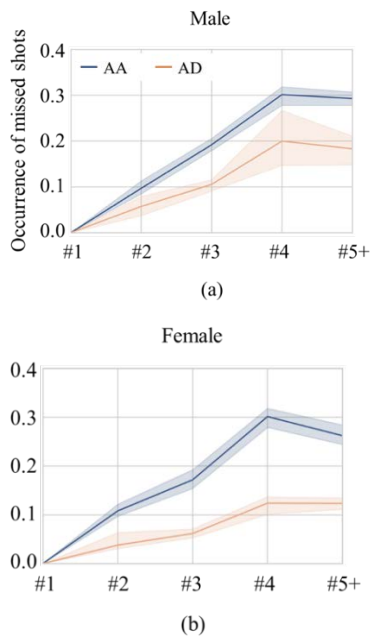 Male
Occurrence of missed shots
0.4
AA AD
0.3
0.2
0.1
0.0
#1 #2 #3 #4 #5+
(a)
Female
0.4
0.3
0.2
0.1
0.0
#1 #2 #3 #4 #5+
(b)